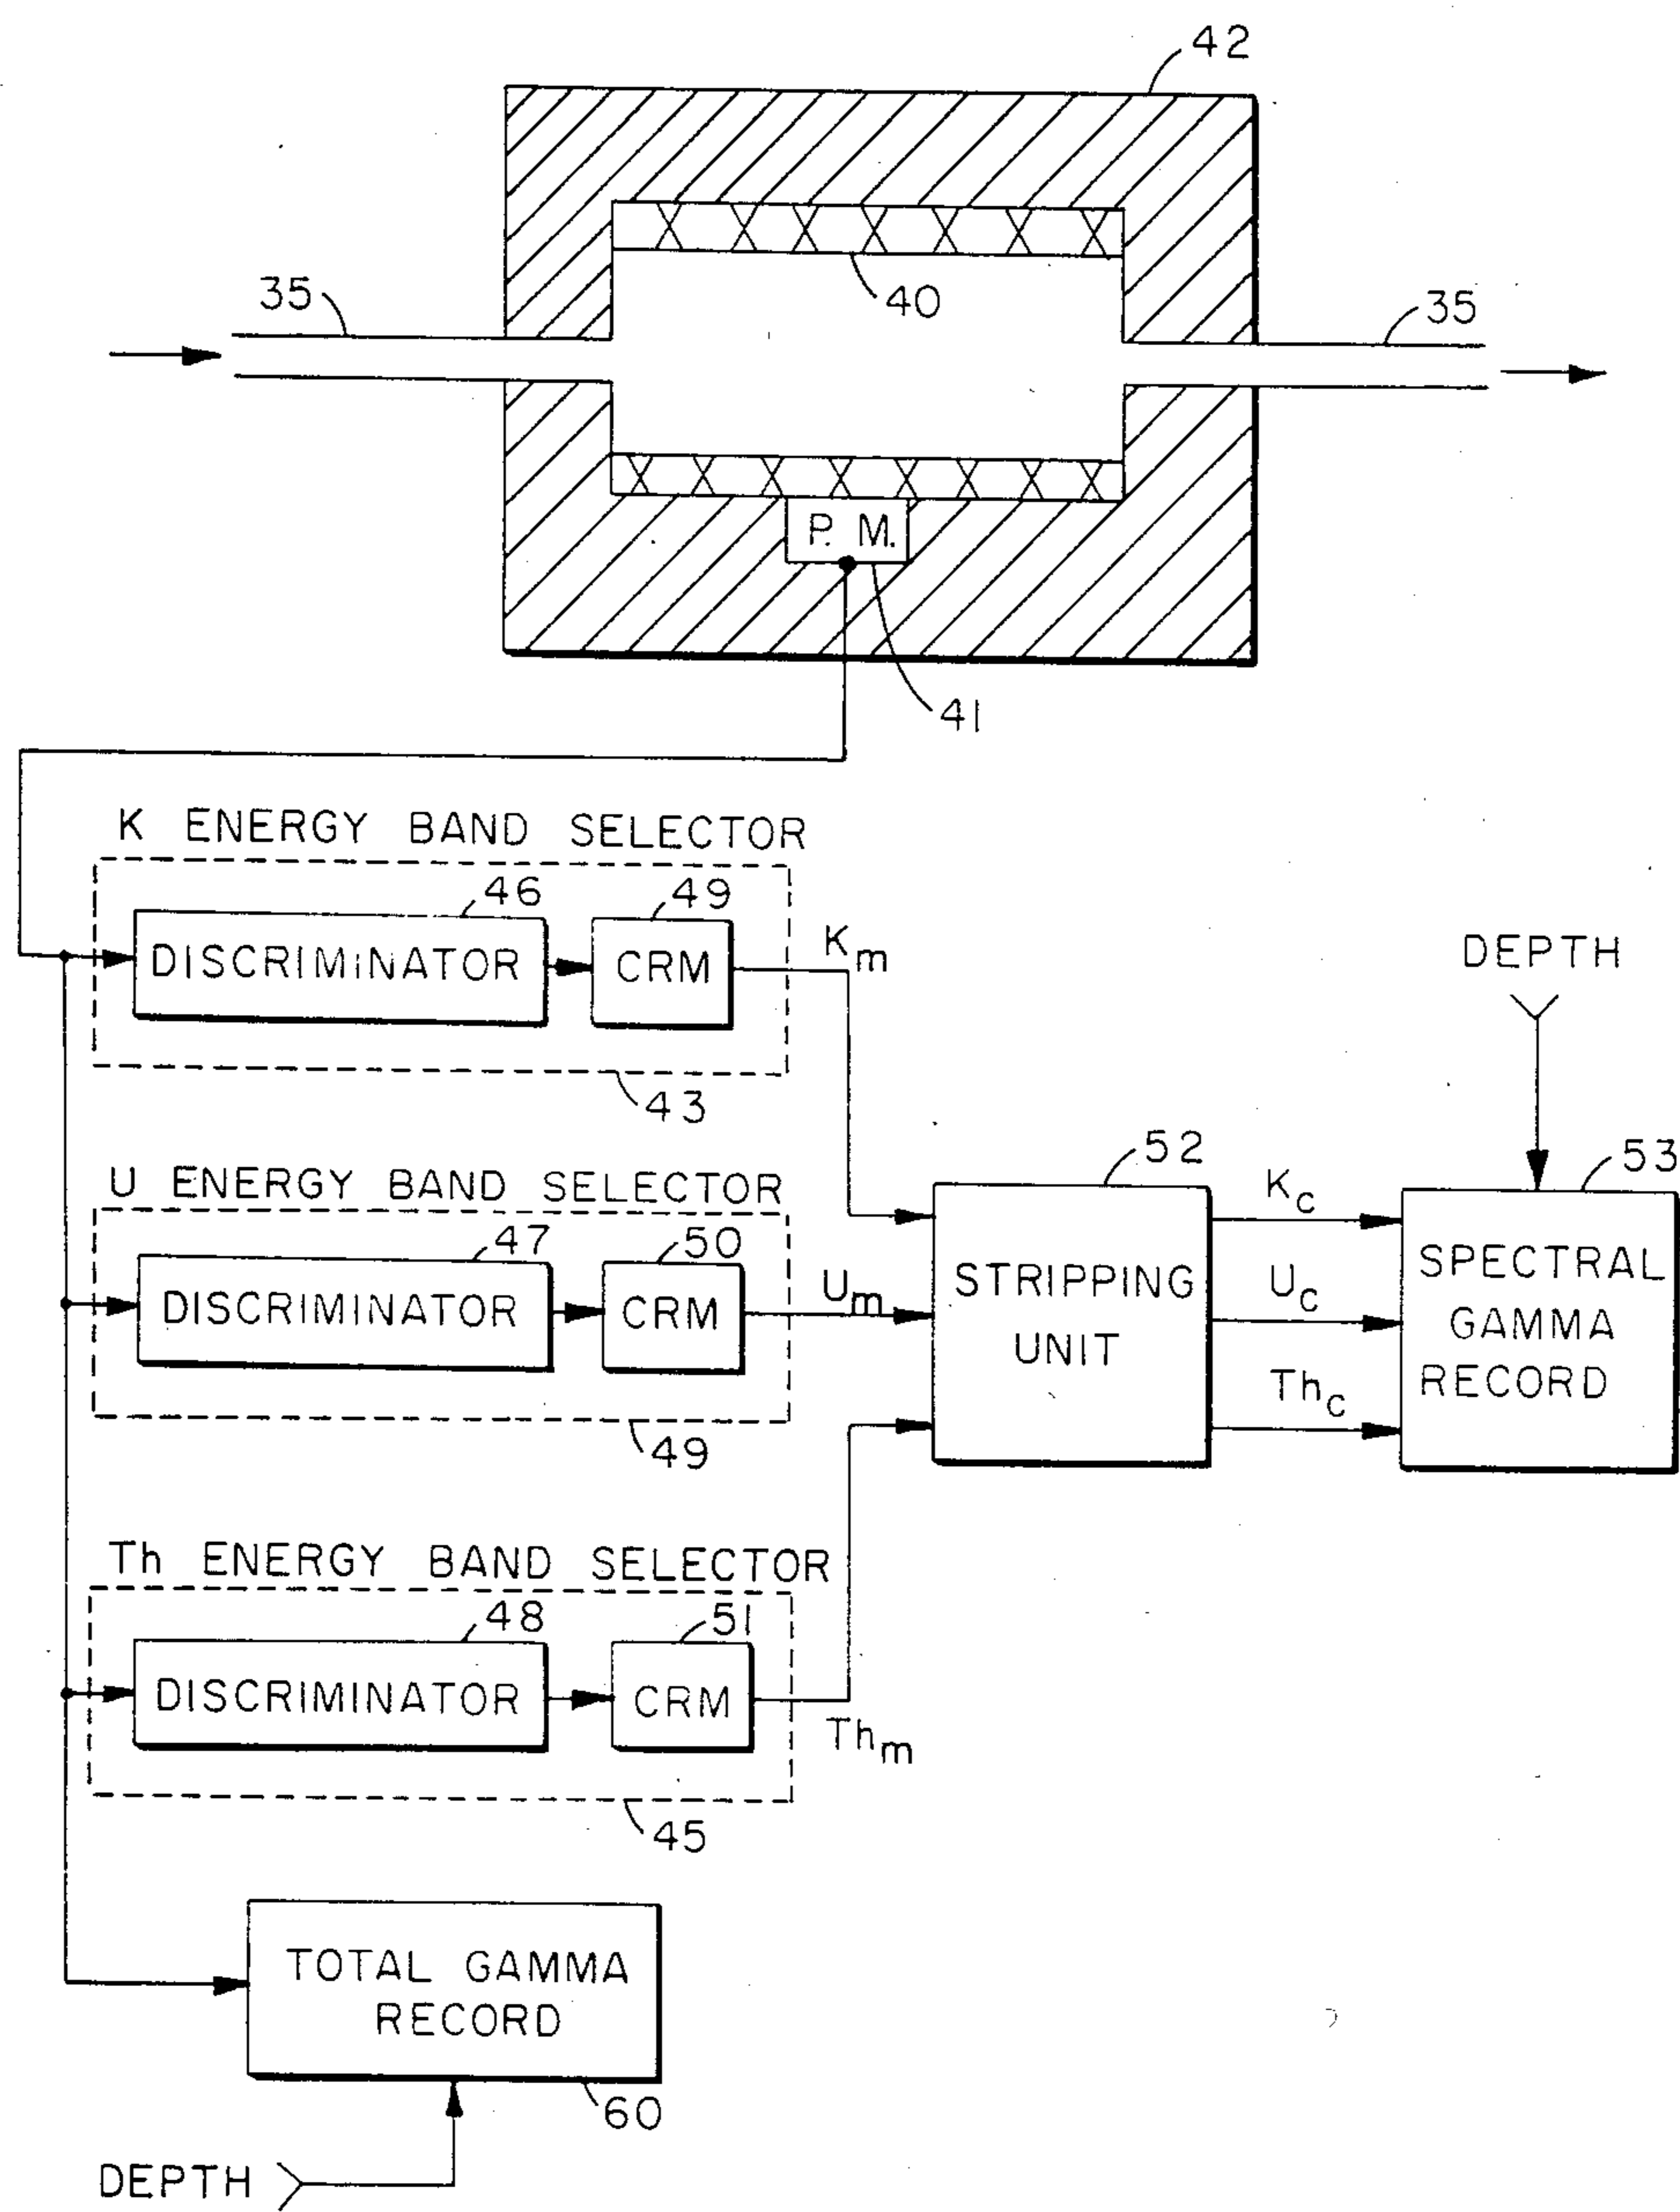 42
35
40
35
P. M.
41
K ENERGY BAND SELECTOR
46
49
DISCRIMINATOR
CRM
Km
43
DEPTH
U ENERGY BAND SELECTOR
47
50
DISCRIMINATOR
CRM
Um
49
52
STRIPPING
UNIT
Kc
Uc
Thc
53
SPECTRAL
GAMMA
RECORD
Th ENERGY BAND SELECTOR
48
51
DISCRIMINATOR
CRM
Thm
45
TOTAL GAMMA
RECORD
60
DEPTH